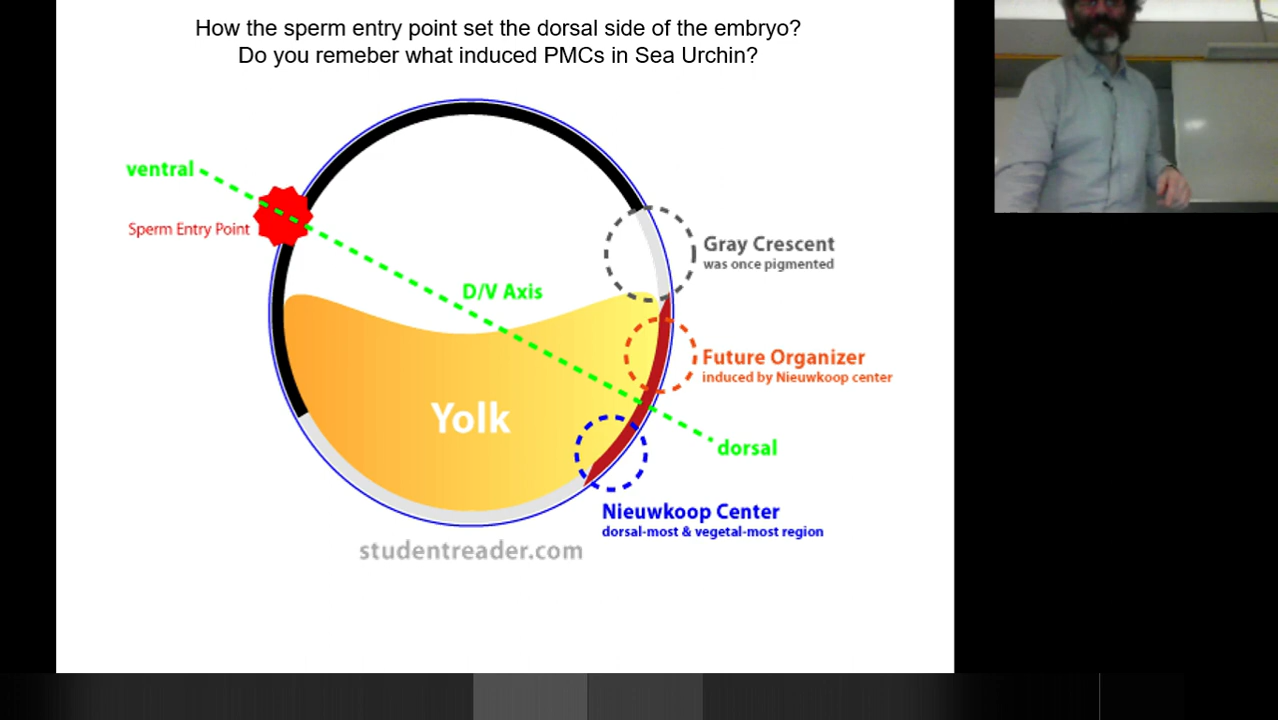 How the sperm entry point set the dorsal side of the embryo?
Do you remeber what induced PMCs in Sea Urchin?
ventral
Sperm Entry Point
Gray Crescent
was once pigmented
D/V Axis
Future Organizer
induced by Nieuwkoop center
Yolk
dorsal
Nieuwkoop Center
dorsal-most & vegetal-most region
studentreader.com